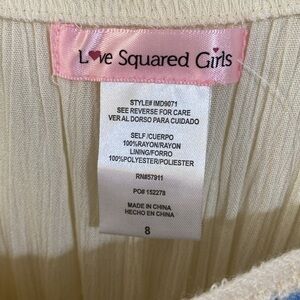 Love Squared Girls
STYLE# IMD9071
SEE REVERSE FOR CARE
VER AL DORSO PARA CUIDADO
SELF /CUERPO
100%RAYON/RAYON
LINING/FORRO
100%POLYESTER/POLIESTER
RN#57911
PO# 152278
MADE IN CHINA
HECHO EN CHINA
8